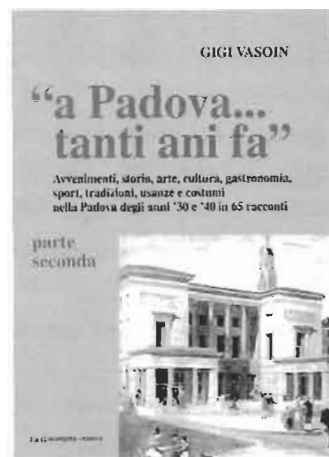 GIGI VASOIN
“a Padova...
tanti ani fa”
Avvenimenti, storia, arte, cultura, gastronomia,
sport, tradizioni, usanze e costumi
nella Padova degli anni '30 e '40 in 65 racconti
parte
seconda